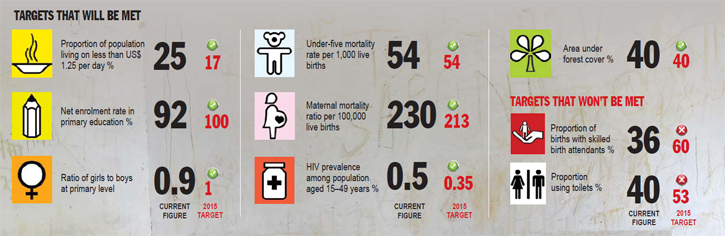 TARGETS THAT WILL BE MET
Proportion of population
living on less than US$
1.25 per day %
25
17
Net enrolment rate in
primary education %
92
100
Ratio of girls to boys
at primary level
0.9
1
CURRENT
FIGURE
2015
TARGET
Under-five mortality
rate per 1,000 live
births
54
54
Maternal mortality
ratio per 100,000
live births
230
213
HIV prevalence
among population
aged 15–49 years %
0.5
0.35
CURRENT
FIGURE
2015
TARGET
Area under
forest cover %
40
40
TARGETS THAT WON'T BE MET
Proportion of
births with skilled
birth attendants %
36
60
Proportion
using toilets %
40
53
CURRENT
FIGURE
2015
TARGET